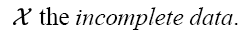 𝒳 the incomplete data.